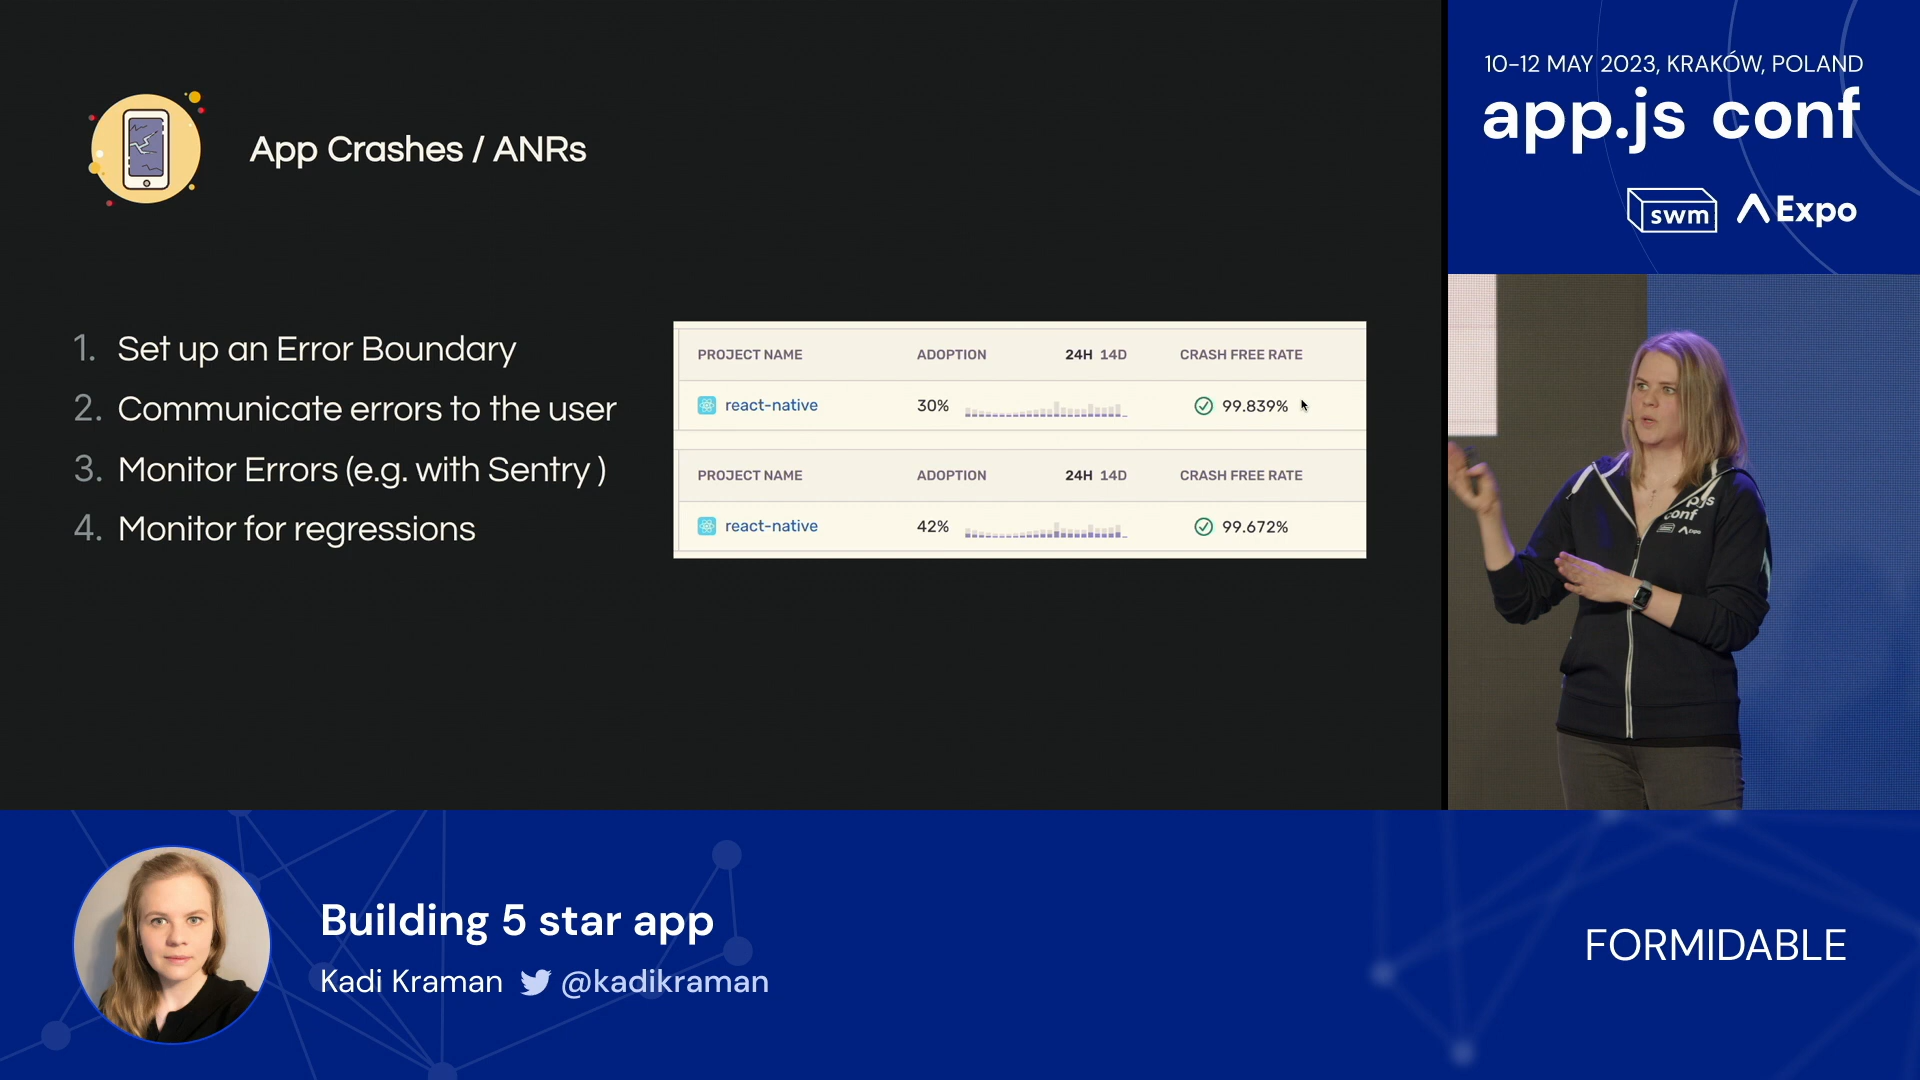 App Crashes / ANRs
1. Set up an Error Boundary
2. Communicate errors to the user
3. Monitor Errors (e.g. with Sentry )
4. Monitor for regressions
PROJECT NAME ADOPTION 24H 14D CRASH FREE RATE
react-native 30% 99.839%
PROJECT NAME ADOPTION 24H 14D CRASH FREE RATE
react-native 42% 99.672%
10-12 MAY 2023, KRAKÓW, POLAND
app.js conf
swm Expo
p.js
conf
Expo
Building 5 star app
Kadi Kraman @kadikraman
FORMIDABLE